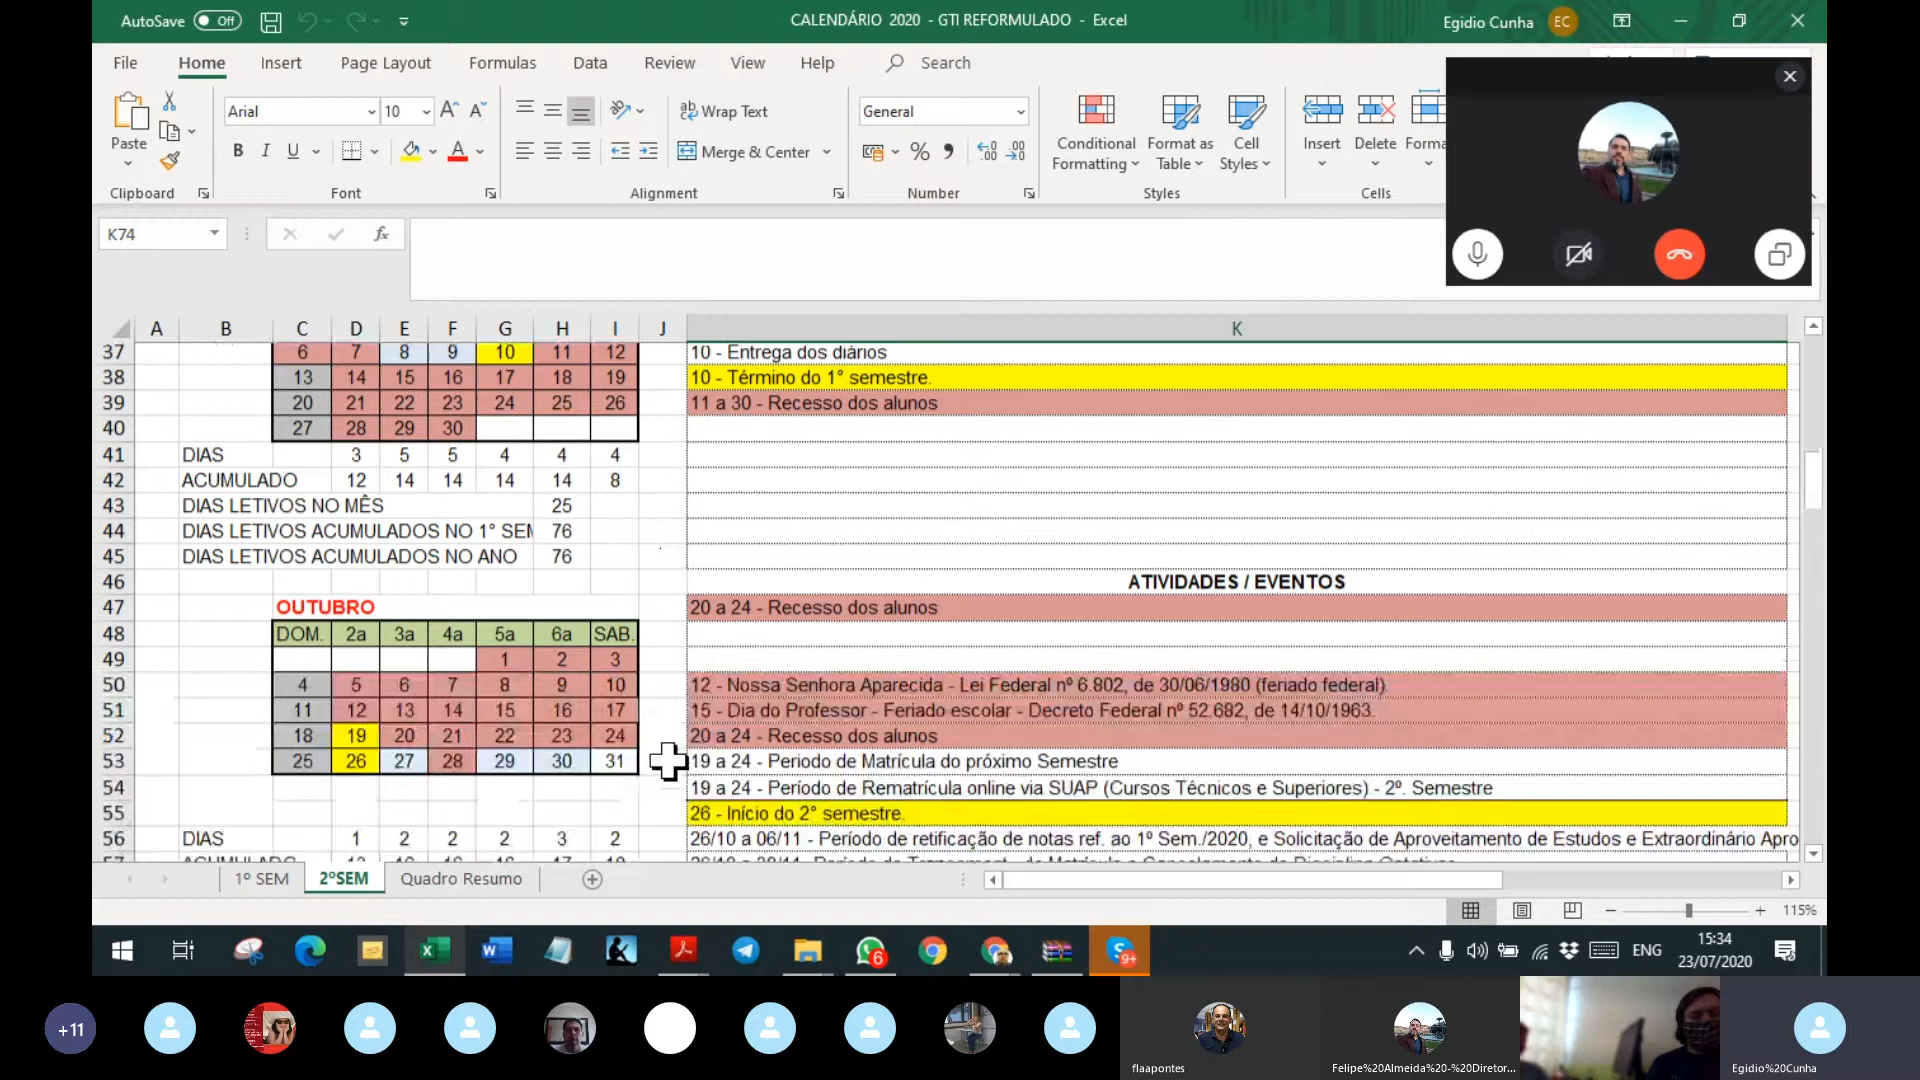 AutoSave Off
CALENDÁRIO 2020 - GTI REFORMULADO - Excel
Egidio Cunha EC
File Home Insert Page Layout Formulas Data Review View Help Search
Arial 10
Wrap Text
General
Paste
B I U
Merge & Center
Conditional Formatting
Format as Table
Cell Styles
Insert Delete Forma
Clipboard Font Alignment Number Styles Cells
K74 fx
A B C D E F G H I J K
37 6 7 8 9 10 11 12 10 - Entrega dos diários
38 13 14 15 16 17 18 19 10 - Término do 1° semestre.
39 20 21 22 23 24 25 26 11 a 30 - Recesso dos alunos
40 27 28 29 30
41 DIAS 3 5 5 4 4 4
42 ACUMULADO 12 14 14 14 14 8
43 DIAS LETIVOS NO MÊS 25
44 DIAS LETIVOS ACUMULADOS NO 1° SEM 76
45 DIAS LETIVOS ACUMULADOS NO ANO 76
46 ATIVIDADES / EVENTOS
47 OUTUBRO 20 a 24 - Recesso dos alunos
48 DOM. 2a 3a 4a 5a 6a SAB.
49 1 2 3
50 4 5 6 7 8 9 10 12 - Nossa Senhora Aparecida - Lei Federal nº 6.802, de 30/06/1980 (feriado federal).
51 11 12 13 14 15 16 17 15 - Dia do Professor - Feriado escolar - Decreto Federal nº 52.682, de 14/10/1963.
52 18 19 20 21 22 23 24 20 a 24 - Recesso dos alunos
53 25 26 27 28 29 30 31 19 a 24 - Periodo de Matrícula do próximo Semestre
54 19 a 24 - Período de Rematrícula online via SUAP (Cursos Técnicos e Superiores) - 2º. Semestre
55 26 - Início do 2° semestre.
56 DIAS 1 2 2 2 3 2 26/10 a 06/11 - Período de retificação de notas ref. ao 1º Sem./2020, e Solicitação de Aproveitamento de Estudos e Extraordinário Apro
1º SEM 2ºSEM Quadro Resumo
115%
6 9+ ENG 15:34
23/07/2020
+11
flaapontes Felipe%20Almeida%20-%20Diretor... Egidio%20Cunha